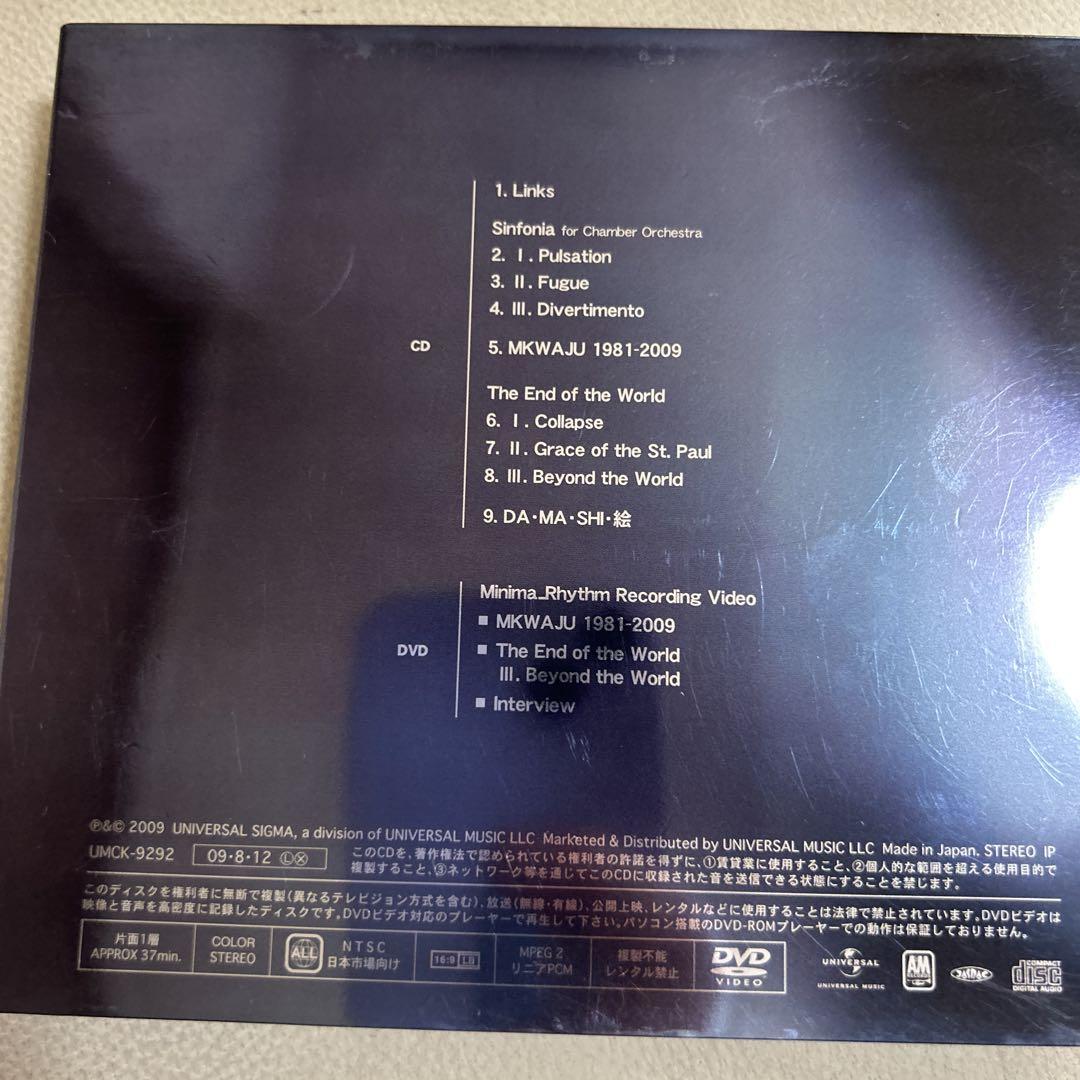 1. Links
Sinfonia for Chamber Orchestra
2. I. Pulsation
3. II. Fugue
4. III. Divertimento
CD
5. MKWAJU 1981-2009
The End of the World
6. I. Collapse
7. II. Grace of the St. Paul
8. III. Beyond the World
9. DA・MA・SHI・絵
Minima_Rhythm Recording Video
■ MKWAJU 1981-2009
DVD
■ The End of the World
III. Beyond the World
■ Interview
℗&© 2009 UNIVERSAL SIGMA, a division of UNIVERSAL MUSIC LLC Marketed & Distributed by UNIVERSAL MUSIC LLC Made in Japan. STEREO IP
UMCK-9292 09・8・12 Ⓛⓧ
このCDを、著作権法で認められている権利者の許諾を得ずに、①賃貸業に使用すること、②個人的な範囲を超える使用目的で
複製すること、③ネットワーク等を通じてこのCDに収録された音を送信できる状態にすることを禁じます。
このディスクを権利者に無断で複製(異なるテレビジョン方式を含む)、放送(無線・有線)、公開上映、レンタルなどに使用することは法律で禁止されています。DVDビデオは
映像と音声を高密度に記録したディスクです。DVDビデオ対応のプレーヤーで再生して下さい。パソコン搭載のDVD-ROMプレーヤーでの動作は保証しておりません。
片面1層
APPROX 37min.
COLOR
STEREO
ALL
NTSC
日本市場向け
16:9 LB
MPEG 2
リニアPCM
複製不能
レンタル禁止
DVD
VIDEO
UNIVERSAL
UNIVERSAL MUSIC
A&M
RECORDS
JASRAC
COMPACT
disc
DIGITAL AUDIO